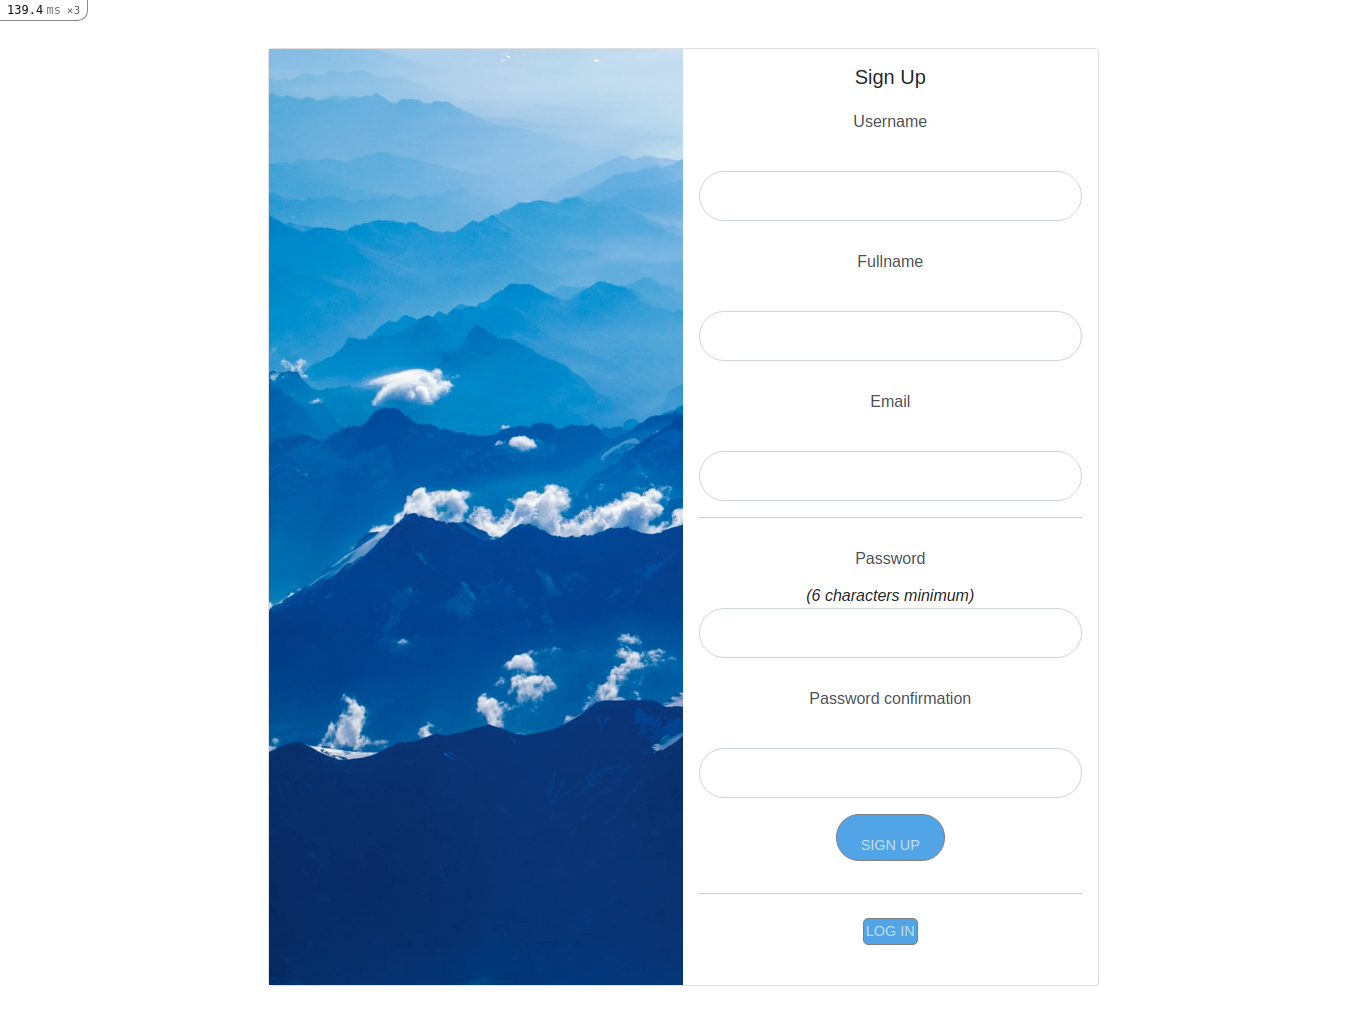 139.4 ms ×3
Sign Up
Username
Fullname
Email
Password
(6 characters minimum)
Password confirmation
SIGN UP
LOG IN